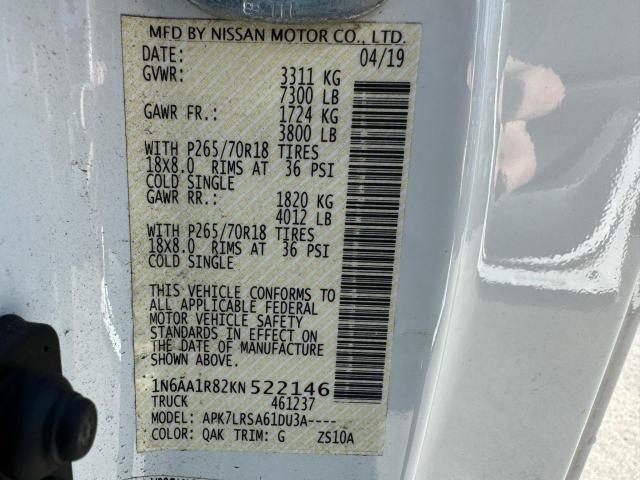 MFD BY NISSAN MOTOR CO., LTD.
DATE: 04/19
GVWR: 3311 KG
7300 LB
GAWR FR.: 1724 KG
3800 LB
WITH P265/70R18 TIRES
18X8.0 RIMS AT 36 PSI
COLD SINGLE
GAWR RR.: 1820 KG
4012 LB
WITH P265/70R18 TIRES
18X8.0 RIMS AT 36 PSI
COLD SINGLE
THIS VEHICLE CONFORMS TO
ALL APPLICABLE FEDERAL
MOTOR VEHICLE SAFETY
STANDARDS IN EFFECT ON
THE DATE OF MANUFACTURE
SHOWN ABOVE.
1N6AA1R82KN 522146
TRUCK 461237
MODEL: APK7LRSA61DU3A----
COLOR: QAK TRIM: G ZS10A